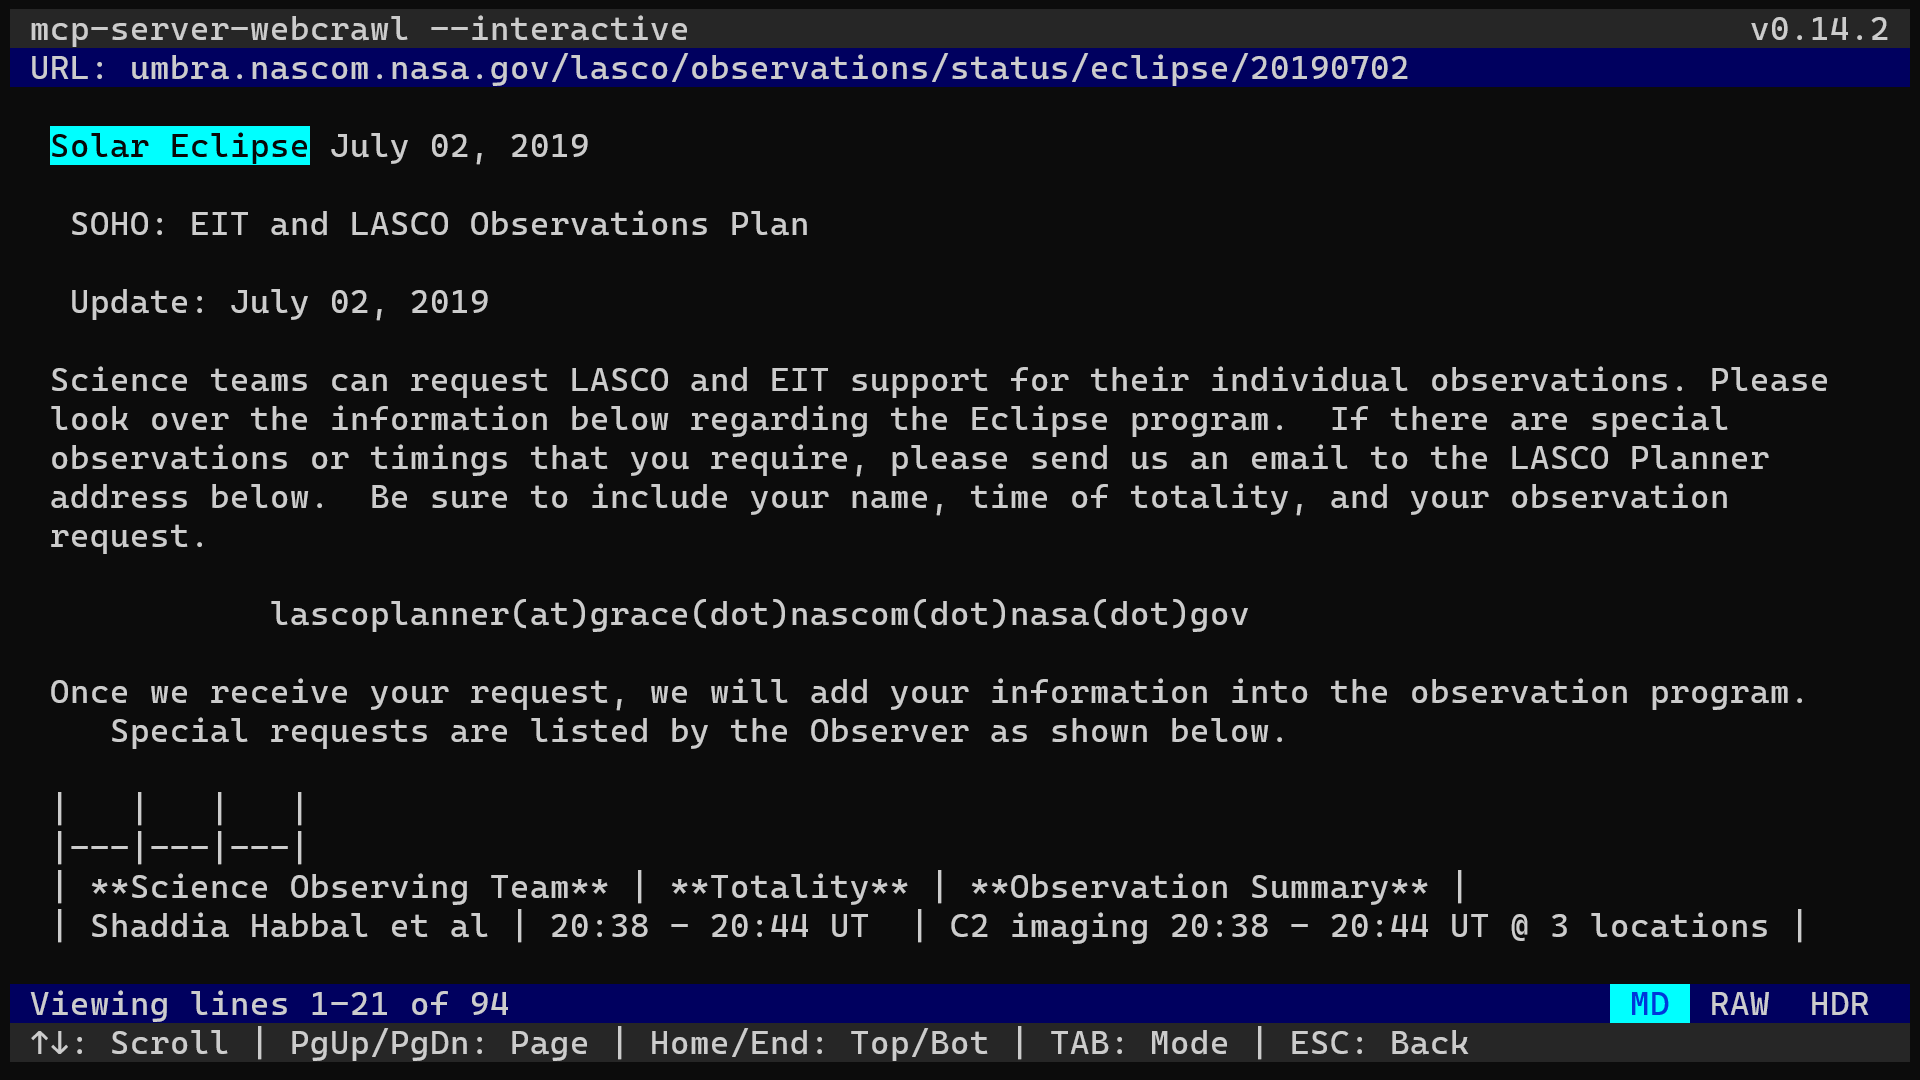 mcp-server-webcrawl --interactive v0.14.2
URL: umbra.nascom.nasa.gov/lasco/observations/status/eclipse/20190702
Solar Eclipse July 02, 2019
SOHO: EIT and LASCO Observations Plan
Update: July 02, 2019
Science teams can request LASCO and EIT support for their individual observations. Please
look over the information below regarding the Eclipse program.  If there are special
observations or timings that you require, please send us an email to the LASCO Planner
address below.  Be sure to include your name, time of totality, and your observation
request.
lascoplanner(at)grace(dot)nascom(dot)nasa(dot)gov
Once we receive your request, we will add your information into the observation program.
Special requests are listed by the Observer as shown below.
|   |   |   |
|---|---|---|
| **Science Observing Team** | **Totality** | **Observation Summary** |
| Shaddia Habbal et al | 20:38 - 20:44 UT  | C2 imaging 20:38 - 20:44 UT @ 3 locations |
Viewing lines 1-21 of 94 MD RAW HDR
↑↓: Scroll | PgUp/PgDn: Page | Home/End: Top/Bot | TAB: Mode | ESC: Back